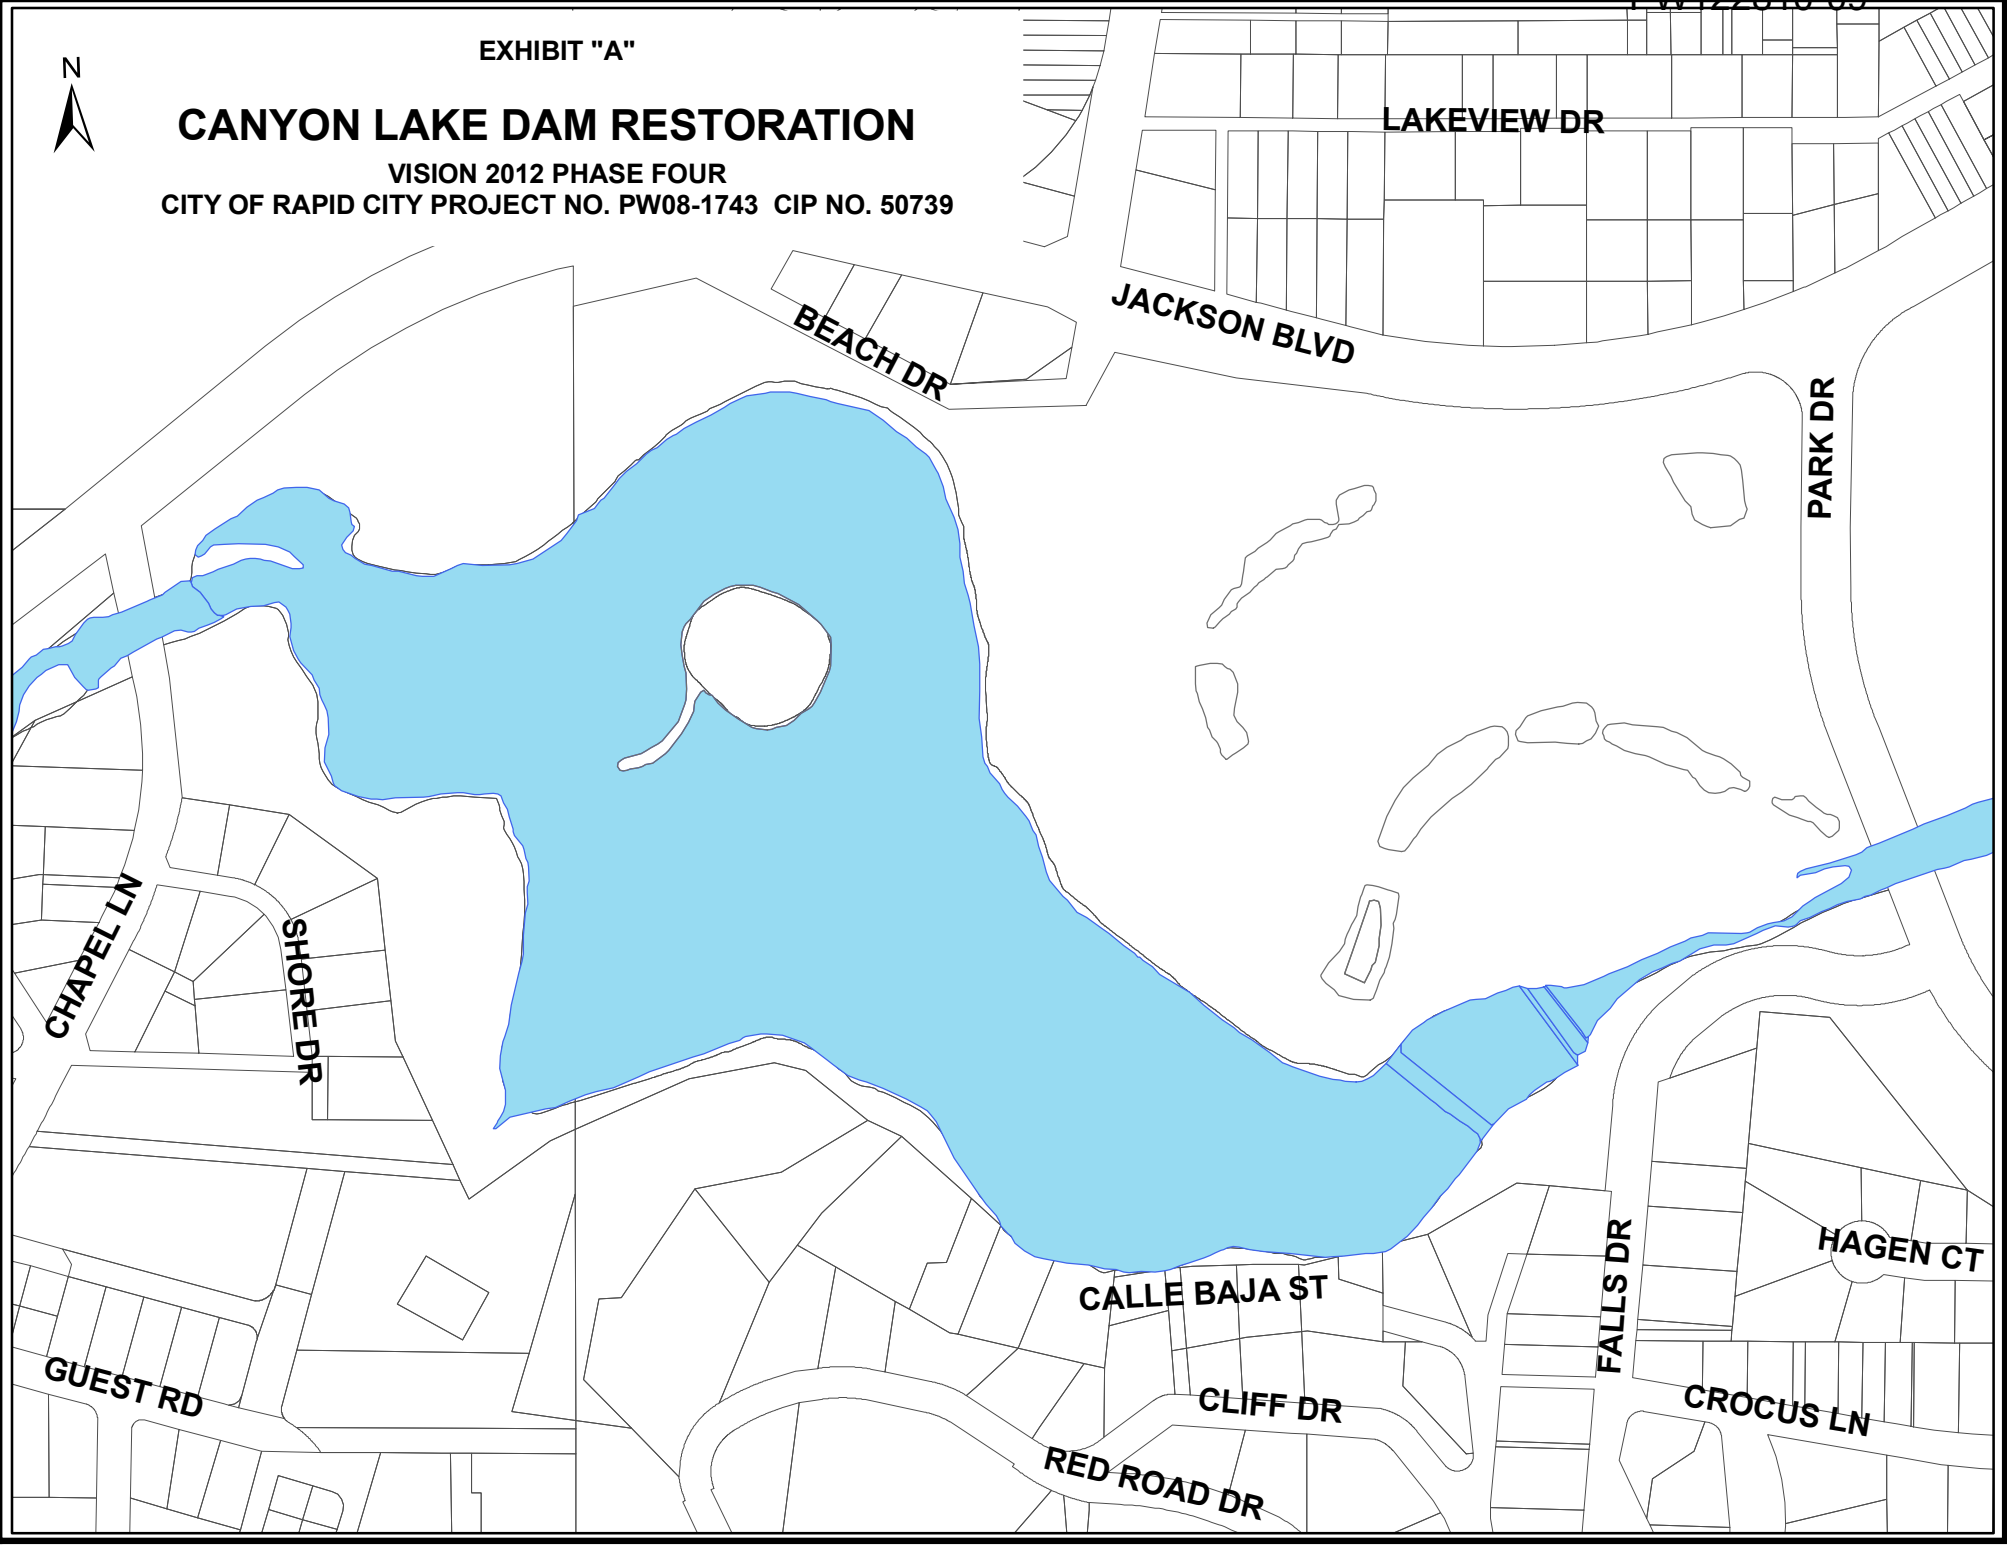 EXHIBIT "A"
N
CANYON LAKE DAM RESTORATION
VISION 2012 PHASE FOUR
CITY OF RAPID CITY PROJECT NO. PW08-1743 CIP NO. 50739
LAKEVIEW DR
JACKSON BLVD
BEACH DR
PARK DR
CHAPEL LN
SHORE DR
HAGEN CT
FALLS DR
CALLE BAJA ST
GUEST RD
CLIFF DR
CROCUS LN
RED ROAD DR